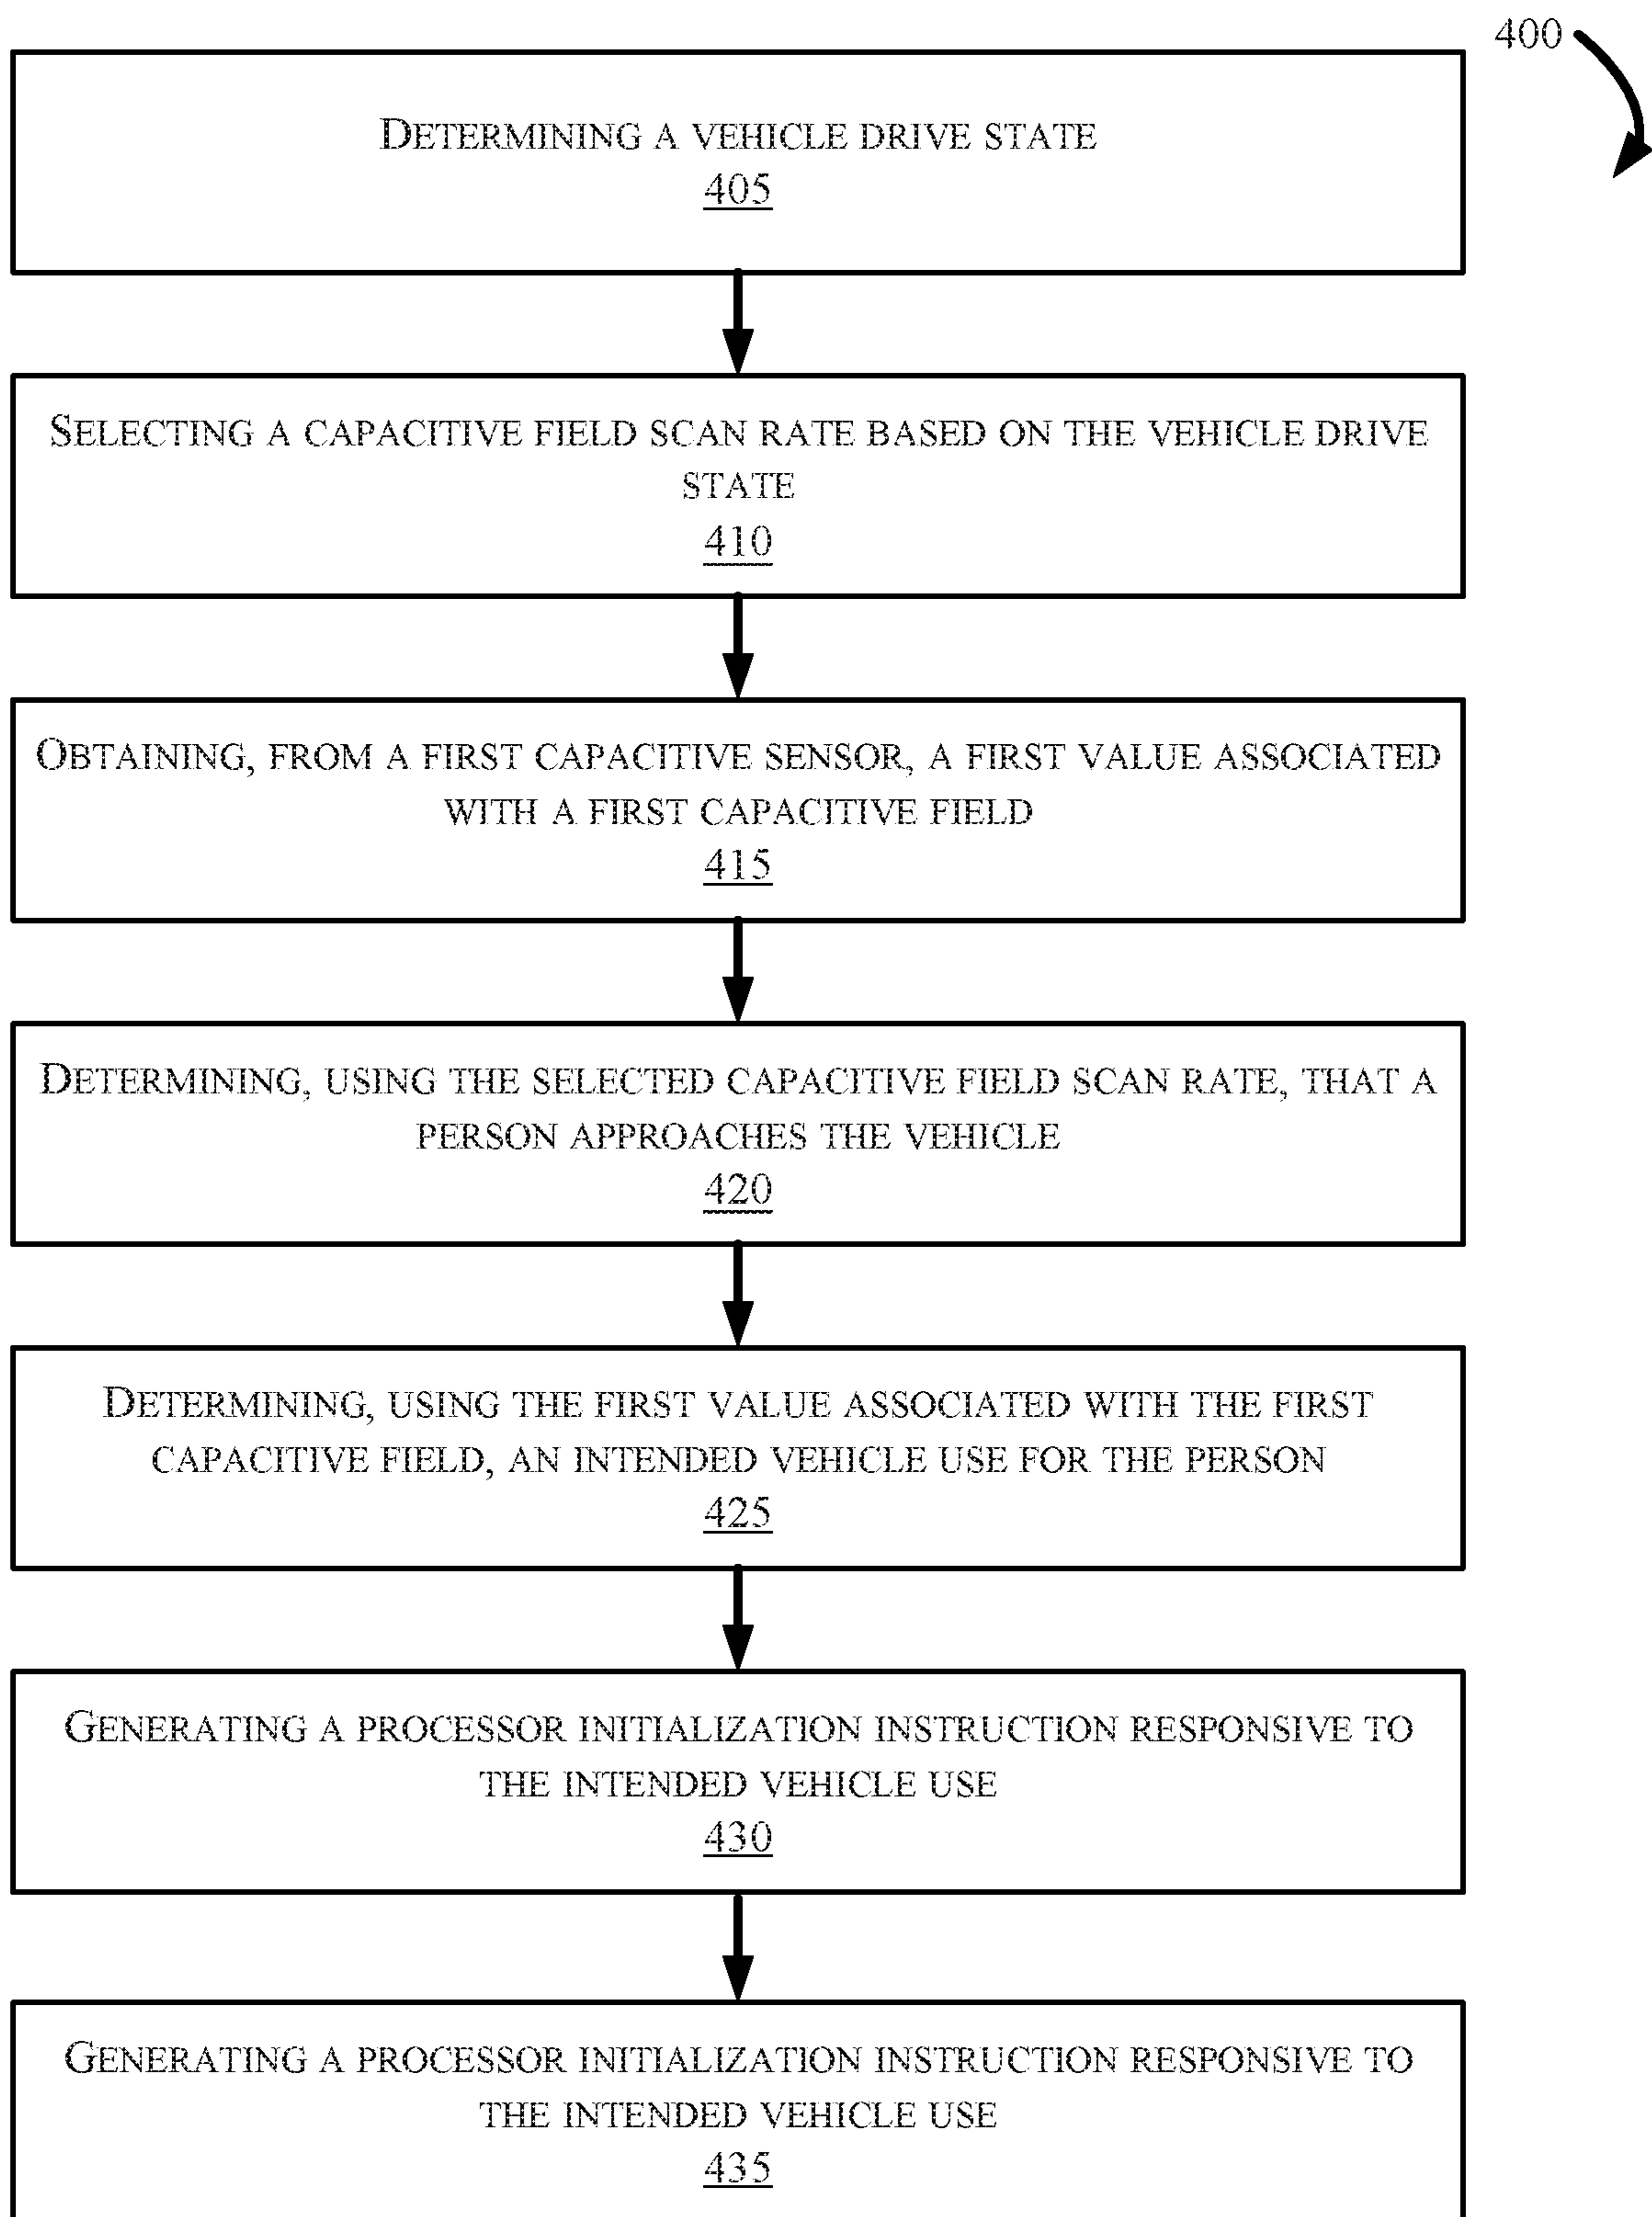 400
Determining a vehicle drive state
405
Selecting a capacitive field scan rate based on the vehicle drive
state
410
Obtaining, from a first capacitive sensor, a first value associated
with a first capacitive field
415
Determining, using the selected capacitive field scan rate, that a
person approaches the vehicle
420
Determining, using the first value associated with the first
capacitive field, an intended vehicle use for the person
425
Generating a processor initialization instruction responsive to
the intended vehicle use
430
Generating a processor initialization instruction responsive to
the intended vehicle use
435